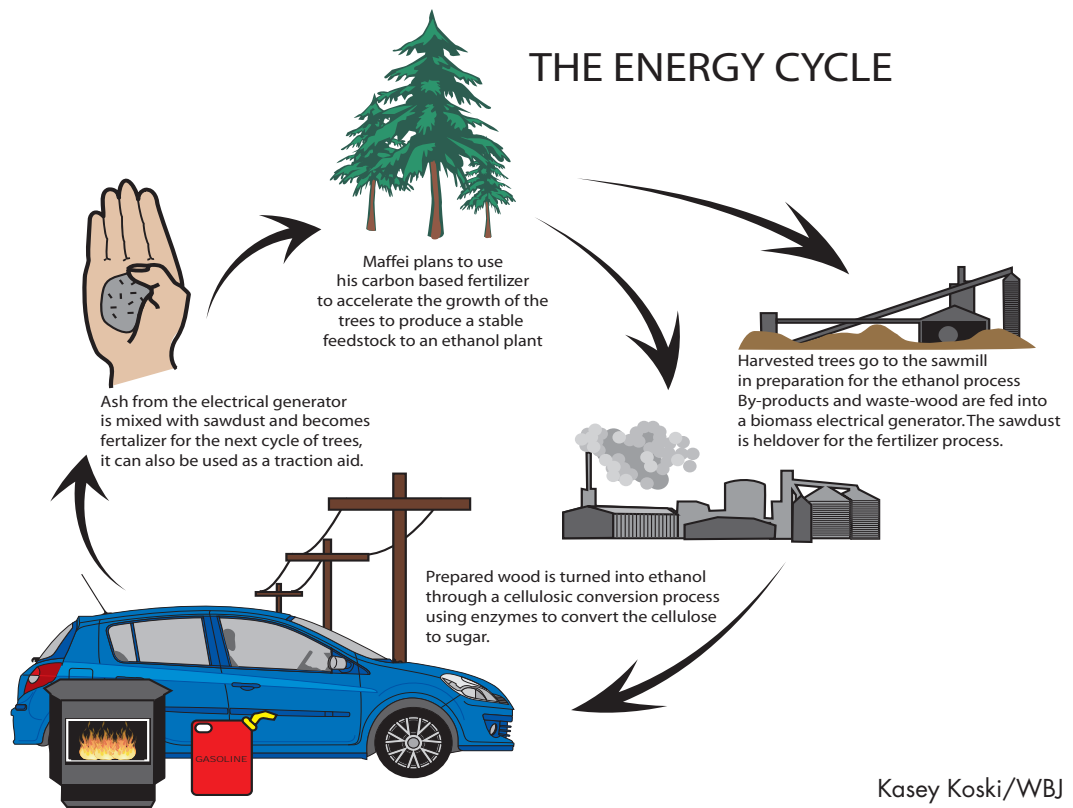 THE ENERGY CYCLE
Maffei plans to use
his carbon based fertilizer
to accelerate the growth of the
trees to produce a stable
feedstock to an ethanol plant
Harvested trees go to the sawmill
in preparation for the ethanol process
By-products and waste-wood are fed into
a biomass electrical generator. The sawdust
is heldover for the fertilizer process.
Ash from the electrical generator
is mixed with sawdust and becomes
fertalizer for the next cycle of trees,
it can also be used as a traction aid.
Prepared wood is turned into ethanol
through a cellulosic conversion process
using enzymes to convert the cellulose
to sugar.
GASOLINE
Kasey Koski/WBJ